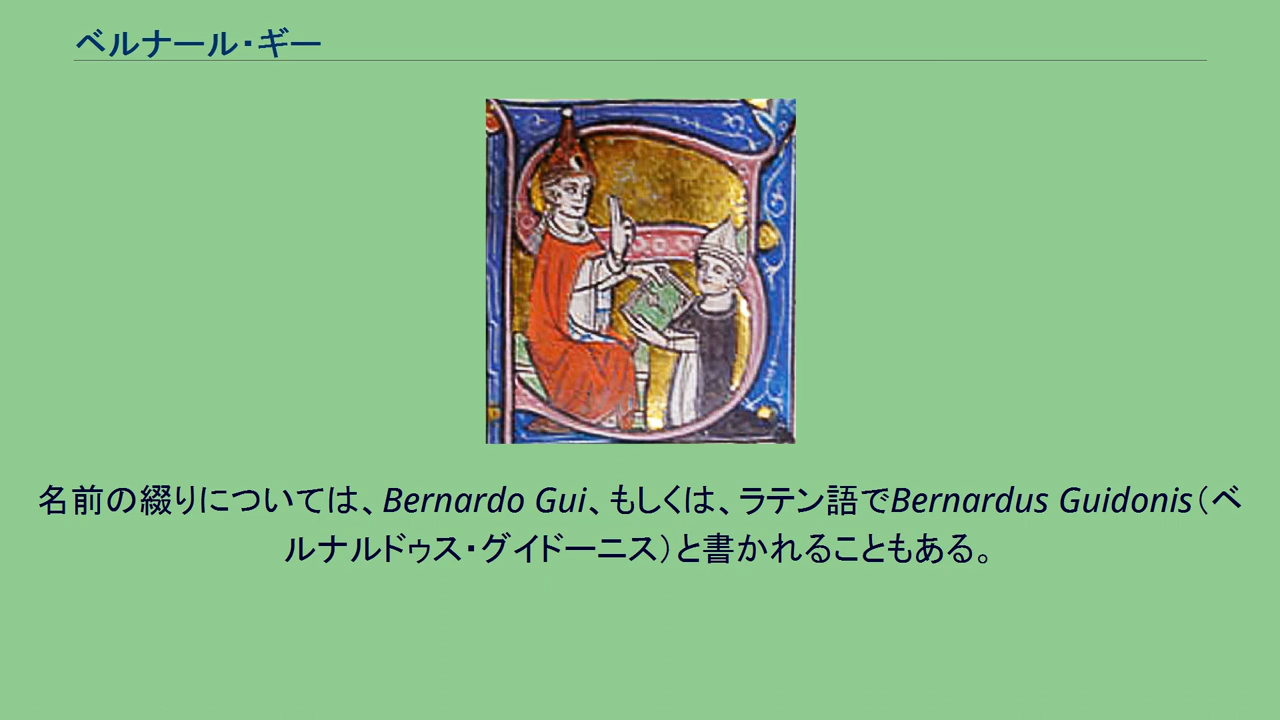 ベルナール・ギー
名前の綴りについては、Bernardo Gui、もしくは、ラテン語でBernardus Guidonis（ベ
ルナルドゥス・グイドーニス）と書かれることもある。